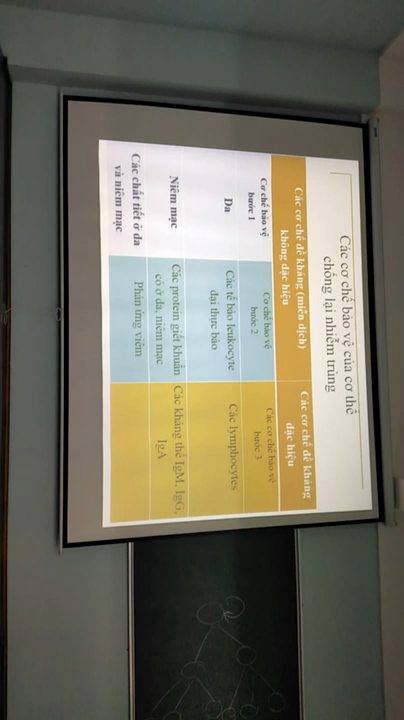 Các cơ chế bảo vệ của cơ thể
chống lại nhiễm trùng
Các cơ chế đề kháng (miễn dịch)
không đặc hiệu
Các cơ chế đề kháng
đặc hiệu
Cơ chế bảo vệ
bước 1
Cơ chế bảo vệ
bước 2
Các cơ chế bảo vệ
bước 3
Da
Các tế bào leukocyte
đại thực bào
Các lymphocytes
Niêm mạc
Các protein giết khuẩn
có ở da, niêm mạc
Các kháng thể IgM, IgG,
IgA
Các chất tiết ở da
và niêm mạc
Phản ứng viêm